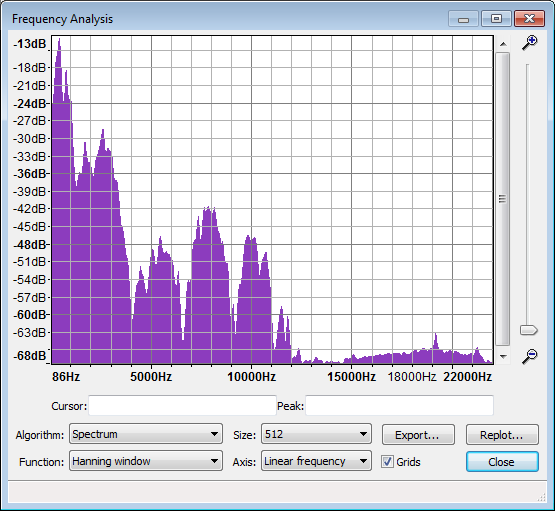 Frequency Analysis
-13dB
-18dB
-21dB
-24dB
-27dB
-30dB
-33dB
-36dB
-39dB
-42dB
-45dB
-48dB
-51dB
-54dB
-57dB
-60dB
-63dB
-68dB
86Hz 5000Hz 10000Hz 15000Hz 18000Hz 22000Hz
Cursor: Peak:
Algorithm: Spectrum Size: 512 Export... Replot...
Function: Hanning window Axis: Linear frequency Grids Close